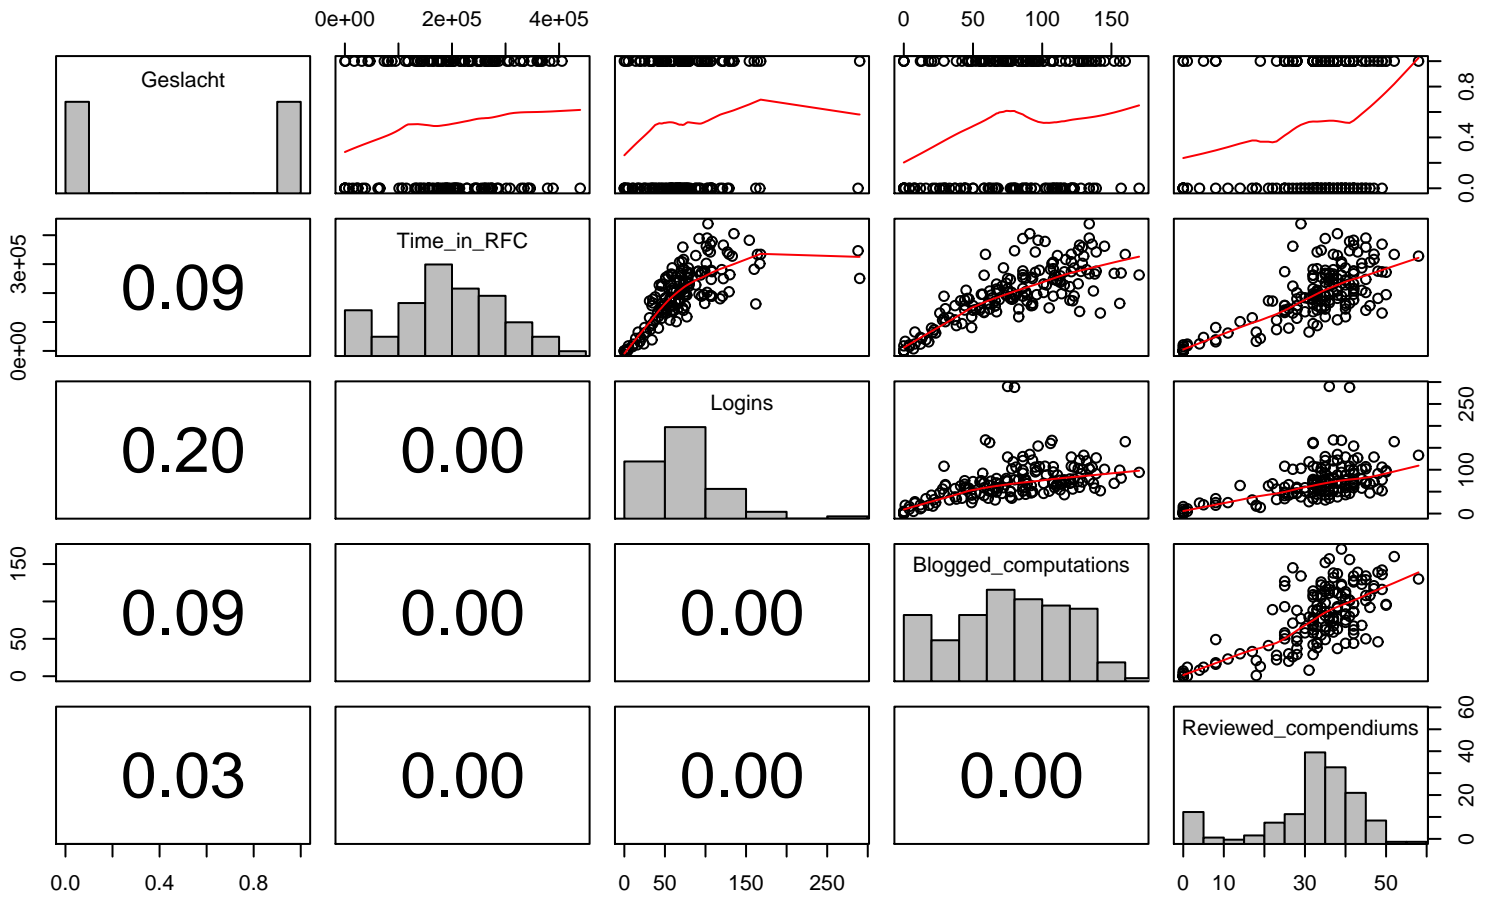 0e+00 2e+05 4e+05 0 50 100 150
Geslacht
0.0 0.4 0.8
Time_in_RFC
0e+00 3e+05
0.09
Logins
0.20 0.00
0 100 250
Blogged_computations
0 50 150
0.09 0.00 0.00
Reviewed_compendiums
0.03 0.00 0.00 0.00
0 20 40 60
0.0 0.4 0.8 0 50 150 250 0 10 30 50